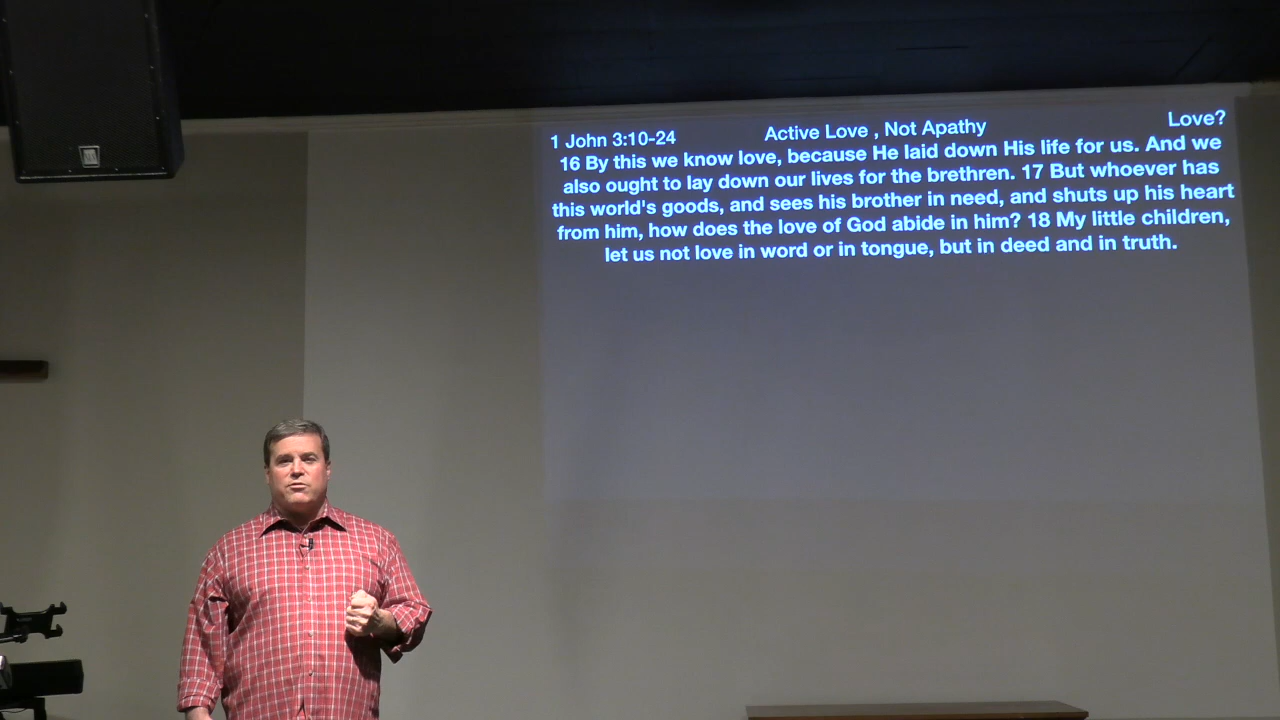 1 John 3:10-24 Active Love , Not Apathy Love?
16 By this we know love, because He laid down His life for us. And we
also ought to lay down our lives for the brethren. 17 But whoever has
this world's goods, and sees his brother in need, and shuts up his heart
from him, how does the love of God abide in him? 18 My little children,
let us not love in word or in tongue, but in deed and in truth.